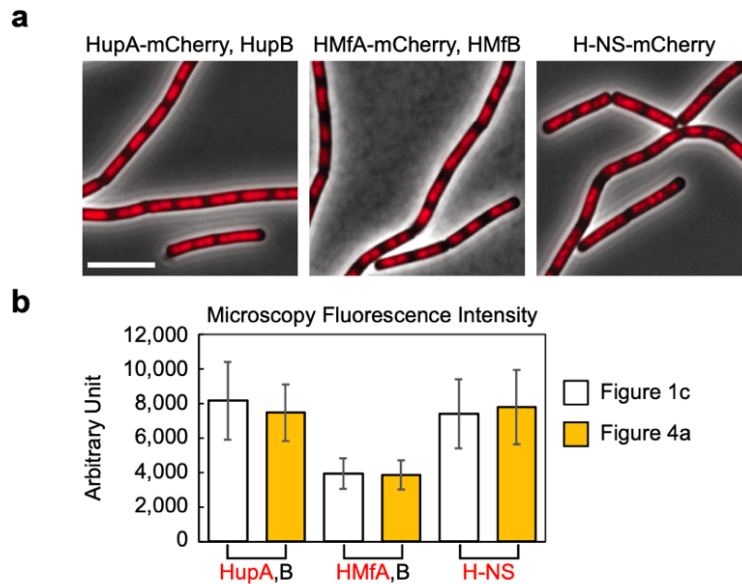 a
HupA-mCherry, HupB
HMfA-mCherry, HMfB
H-NS-mCherry
b
Microscopy Fluorescence Intensity
Arbitrary Unit
12,000
10,000
8,000
6,000
4,000
2,000
0
HupA,B
HMfA,B
H-NS
Figure 1c
Figure 4a